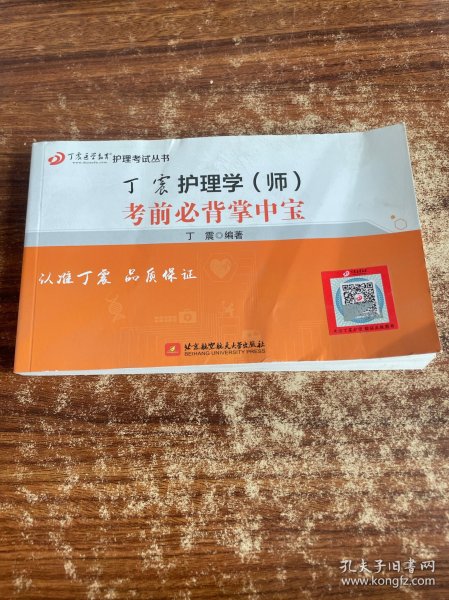 丁震医学教育 护理考试丛书
丁震 护理学（师）
考前必背掌中宝
丁 震◎编著
认准丁震 品质保证
北京航空航天大学出版社
BEIHANG UNIVERSITY PRESS
孔夫子旧书网
www.kongfz.com